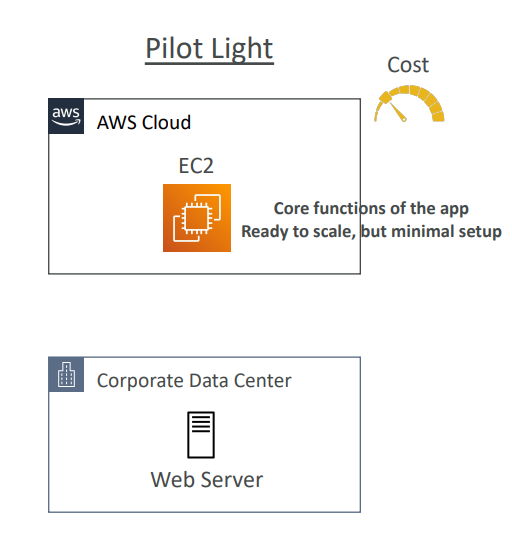 Pilot Light
Cost
aws
AWS Cloud
EC2
Core functions of the app
Ready to scale, but minimal setup
Corporate Data Center
Web Server